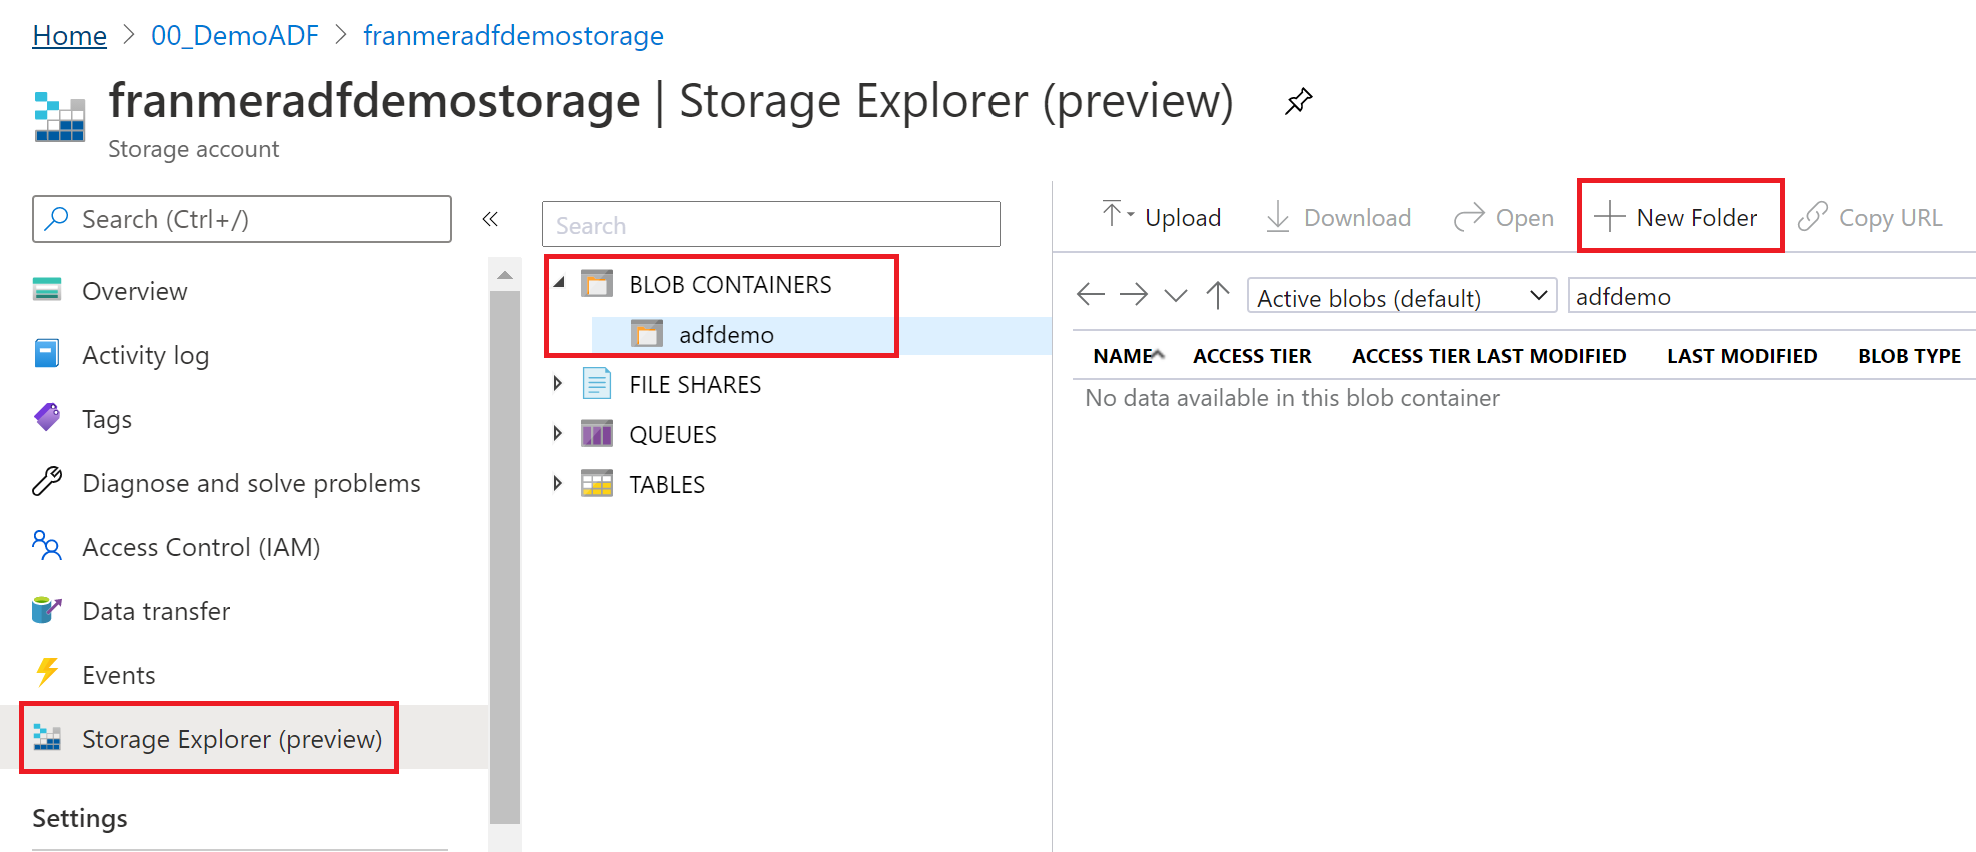 Home > 00_DemoADF > franmeradfdemostorage
franmeradfdemostorage | Storage Explorer (preview)
Storage account
Search (Ctrl+/)
«
Overview
Activity log
Tags
Diagnose and solve problems
Access Control (IAM)
Data transfer
Events
Storage Explorer (preview)
Settings
Search
BLOB CONTAINERS
adfdemo
FILE SHARES
QUEUES
TABLES
Upload Download Open New Folder Copy URL
Active blobs (default) adfdemo
NAME ACCESS TIER ACCESS TIER LAST MODIFIED LAST MODIFIED BLOB TYPE
No data available in this blob container